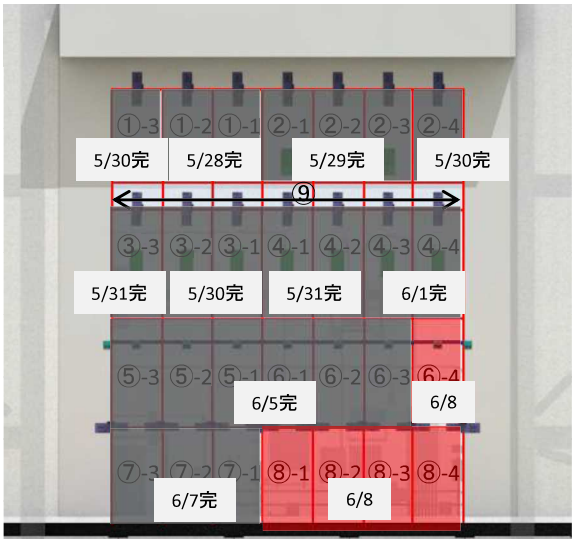 ①-3 ①-2 ①-1 ②-1 ②-2 ②-3 ②-4
5/30完 5/28完 5/29完 5/30完
⑨
③-3 ③-2 ③-1 ④-1 ④-2 ④-3 ④-4
5/31完 5/30完 5/31完 6/1完
⑤-3 ⑤-2 ⑤-1 ⑥-1 ⑥-2 ⑥-3 ⑥-4
6/5完 6/8
⑦-3 ⑦-2 ⑦-1 ⑧-1 ⑧-2 ⑧-3 ⑧-4
6/7完 6/8